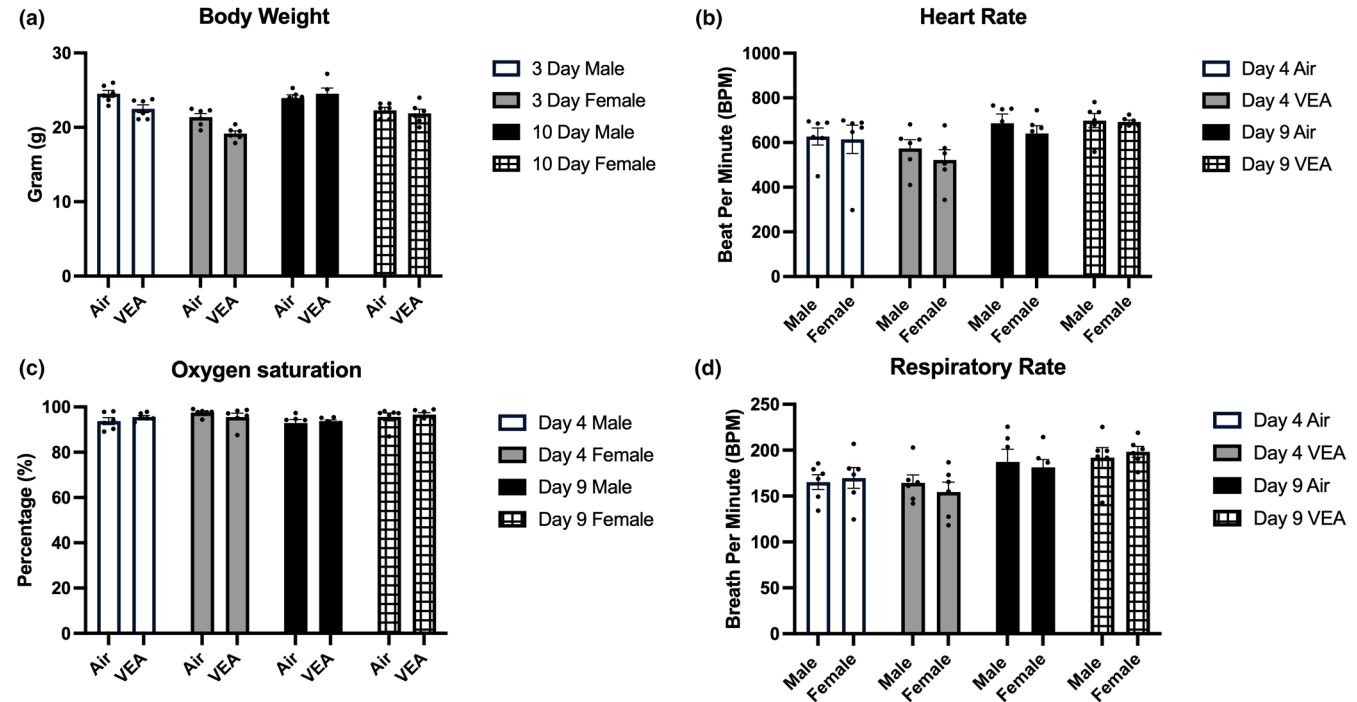 (a)
Body Weight
Gram (g)
30
20
10
0
Air
VEA
Air
VEA
Air
VEA
Air
VEA
3 Day Male
3 Day Female
10 Day Male
10 Day Female
(b)
Heart Rate
Beat Per Minute (BPM)
1000
800
600
400
200
0
Male
Female
Male
Female
Male
Female
Male
Female
Day 4 Air
Day 4 VEA
Day 9 Air
Day 9 VEA
(c)
Oxygen saturation
Percentage (%)
100
80
60
40
20
0
Air
VEA
Air
VEA
Air
VEA
Air
VEA
Day 4 Male
Day 4 Female
Day 9 Male
Day 9 Female
(d)
Respiratory Rate
Breath Per Minute (BPM)
250
200
150
100
50
0
Male
Female
Male
Female
Male
Female
Male
Female
Day 4 Air
Day 4 VEA
Day 9 Air
Day 9 VEA